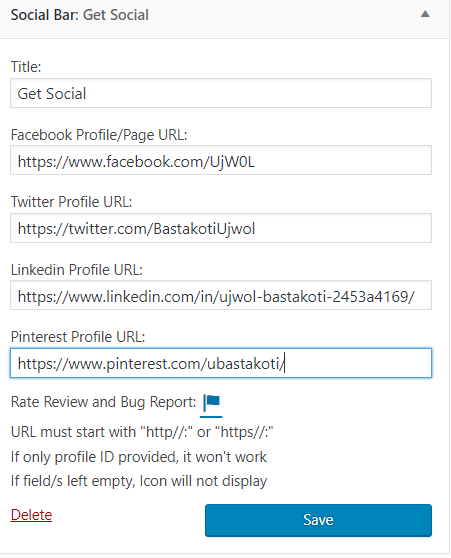 Social Bar: Get Social
Title:
Get Social
Facebook Profile/Page URL:
https://www.facebook.com/UjW0L
Twitter Profile URL:
https://twitter.com/BastakotiUjwol
Linkedin Profile URL:
https://www.linkedin.com/in/ujwol-bastakoti-2453a4169/
Pinterest Profile URL:
https://www.pinterest.com/ubastakoti/
Rate Review and Bug Report:
URL must start with "http//:" or "https//:"
If only profile ID provided, it won't work
If field/s left empty, Icon will not display
Delete
Save